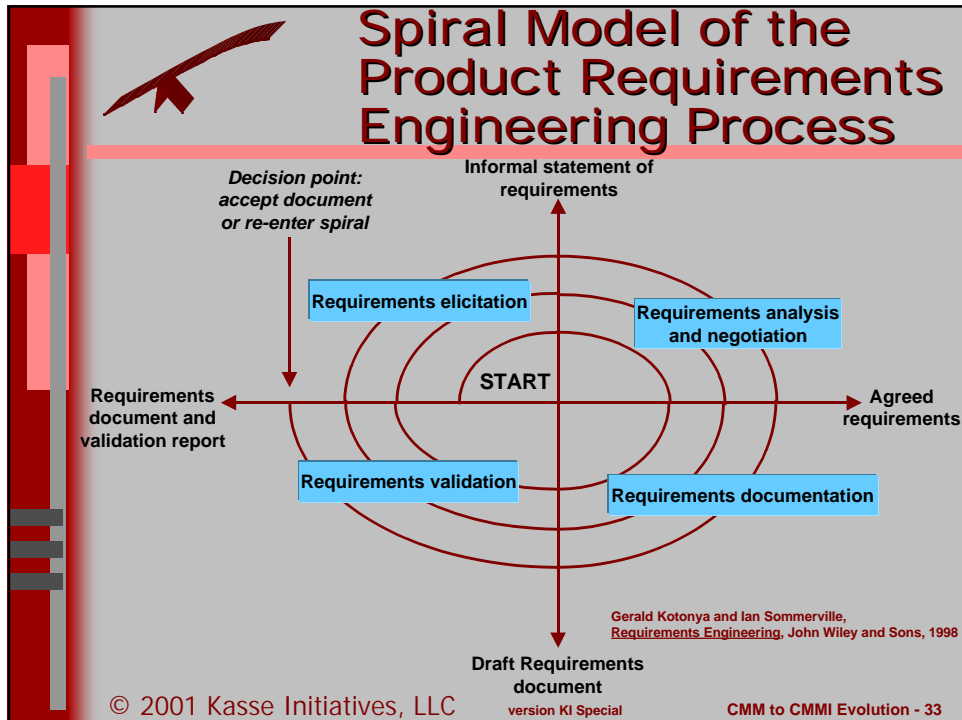 Spiral Model of the
Product Requirements
Engineering Process
Decision point:
accept document
or re-enter spiral
Informal statement of
requirements
Requirements elicitation
Requirements analysis
and negotiation
START
Requirements
document and
validation report
Agreed
requirements
Requirements validation
Requirements documentation
Gerald Kotonya and Ian Sommerville,
Requirements Engineering, John Wiley and Sons, 1998
Draft Requirements
document
© 2001 Kasse Initiatives, LLC
version KI Special
CMM to CMMI Evolution - 33